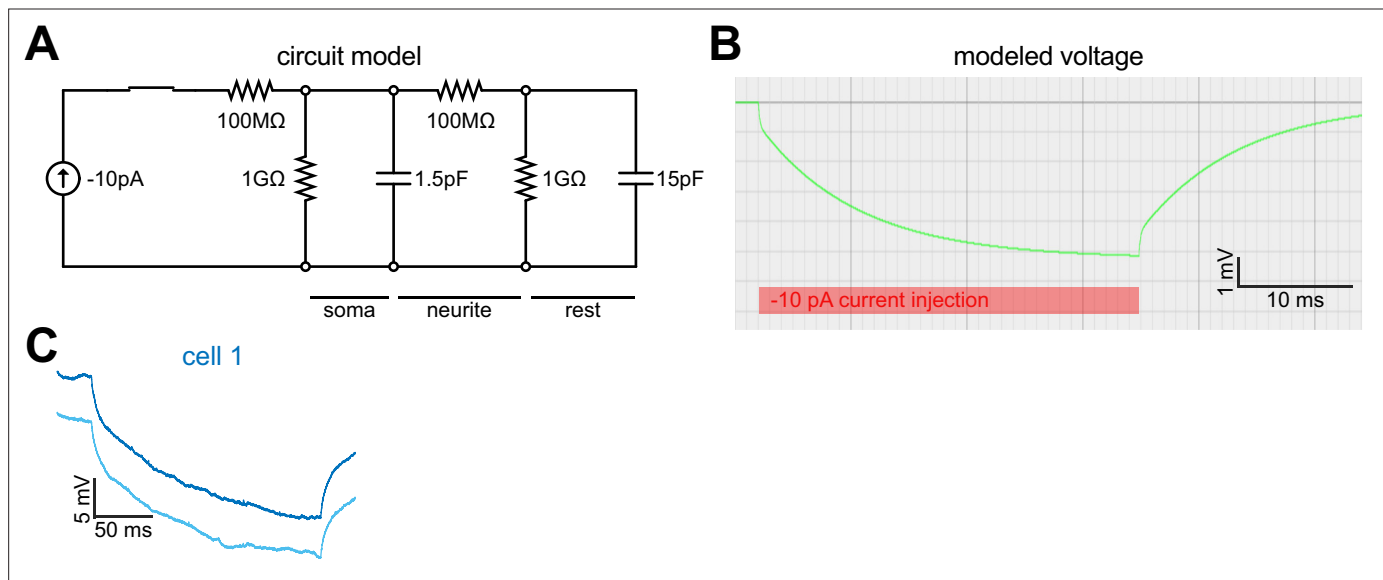 A
circuit model
100MΩ
100MΩ
-10pA
1GΩ
1.5pF
1GΩ
15pF
soma
neurite
rest
B
modeled voltage
-10 pA current injection
1 mV
10 ms
C
cell 1
5 mV
50 ms